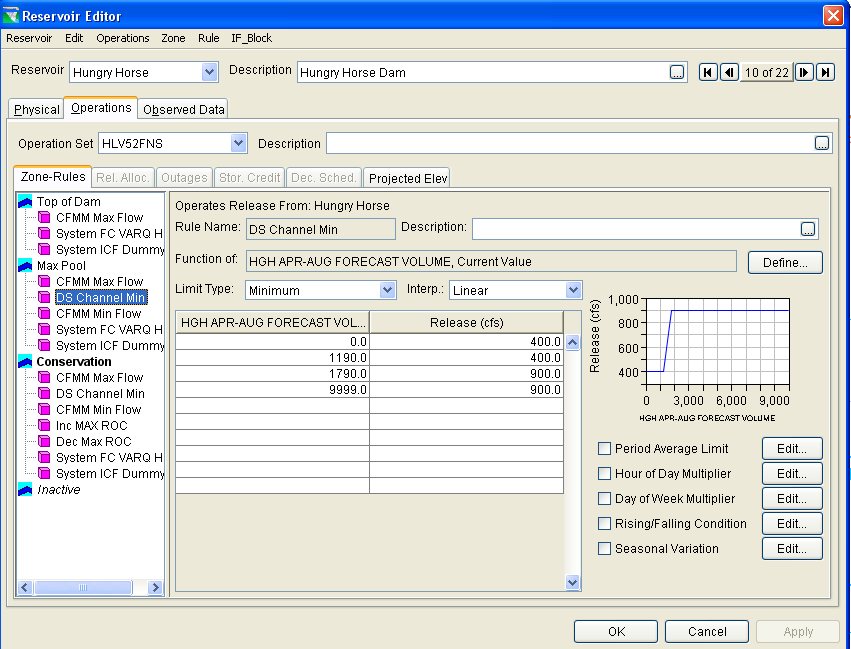 Reservoir Editor
Reservoir Edit Operations Zone Rule IF_Block
Reservoir Hungry Horse Description Hungry Horse Dam ... 10 of 22
Physical Operations Observed Data
Operation Set HLV52FNS Description ...
Zone-Rules Rel. Alloc. Outages Stor. Credit Dec. Sched. Projected Elev
Top of Dam
CFMM Max Flow
System FC VARQ H
System ICF Dummy
Max Pool
CFMM Max Flow
DS Channel Min
CFMM Min Flow
System FC VARQ H
System ICF Dummy
Conservation
CFMM Max Flow
DS Channel Min
CFMM Min Flow
Inc MAX ROC
Dec Max ROC
System FC VARQ H
System ICF Dummy
Inactive
Operates Release From: Hungry Horse
Rule Name: DS Channel Min Description: ...
Function of: HGH APR-AUG FORECAST VOLUME, Current Value Define...
Limit Type: Minimum Interp.: Linear
HGH APR-AUG FORECAST VOL... Release (cfs)
0.0 400.0
1190.0 400.0
1790.0 900.0
9999.0 900.0
Release (cfs)
1,000
800
600
400
0 3,000 6,000 9,000
HGH APR-AUG FORECAST VOLUME
Period Average Limit Edit...
Hour of Day Multiplier Edit...
Day of Week Multiplier Edit...
Rising/Falling Condition Edit...
Seasonal Variation Edit...
OK Cancel Apply